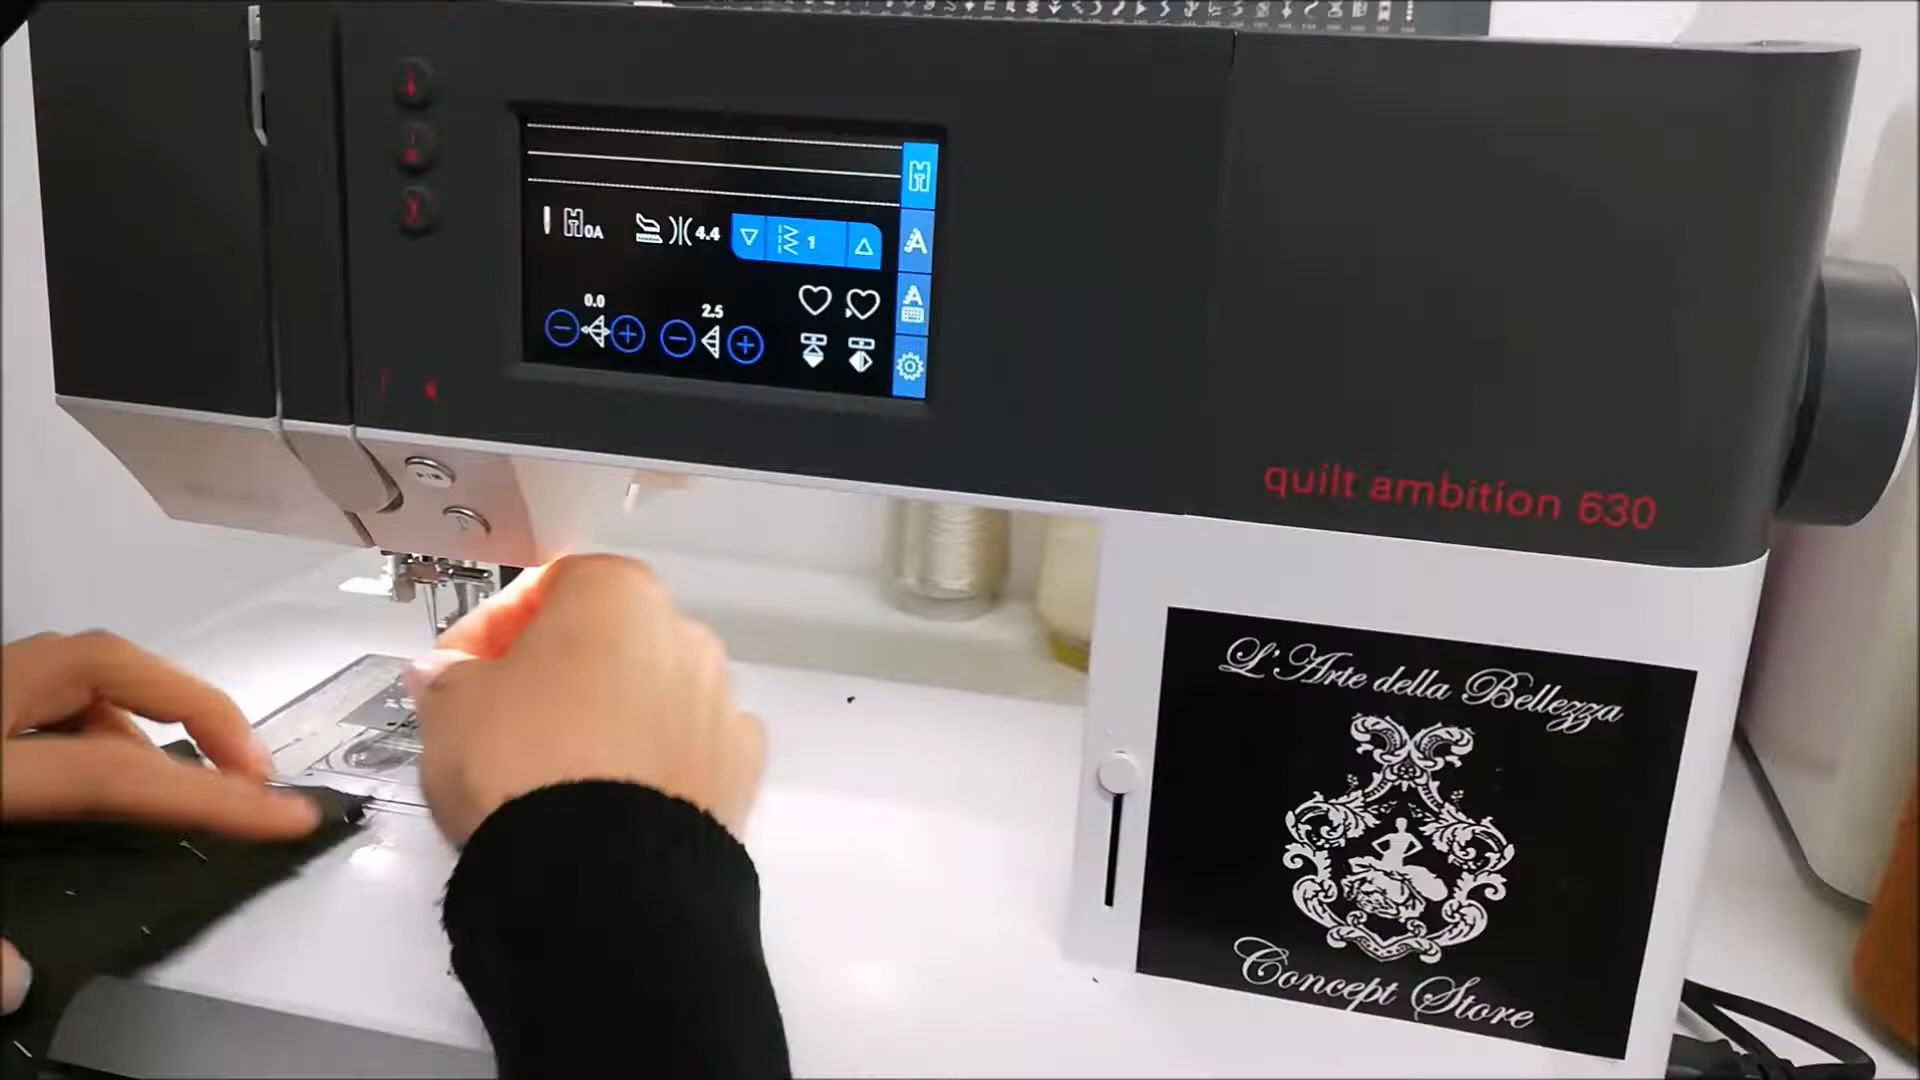 0A
4.4
1
0.0
2.5
A
A
quilt ambition 630
L'Arte della Bellezza
Concept Store